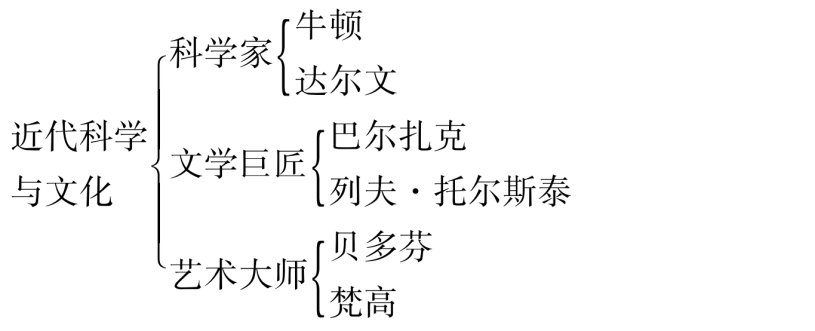 近代科学
与文化
科学家
牛顿
达尔文
文学巨匠
巴尔扎克
列夫·托尔斯泰
艺术大师
贝多芬
梵高